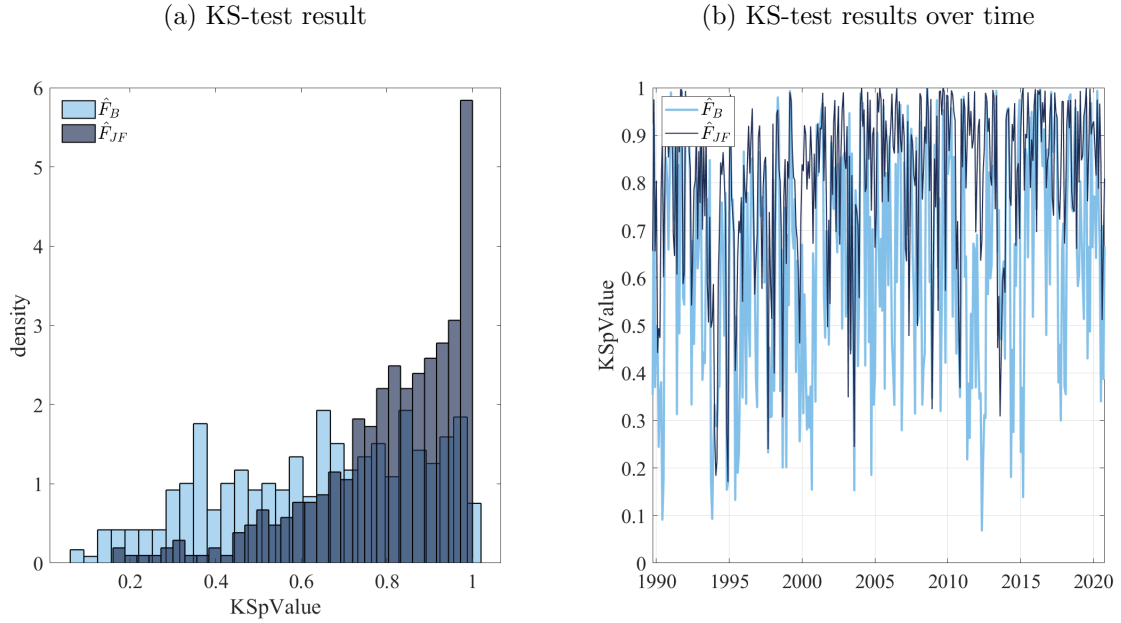 (a) KS-test result
6
5
4
3
2
1
0
density
0.2 0.4 0.6 0.8 1
KSpValue
F̂_B
F̂_JF
(b) KS-test results over time
1
0.9
0.8
0.7
0.6
0.5
0.4
0.3
0.2
0.1
0
KSpValue
1990 1995 2000 2005 2010 2015 2020
F̂_B
F̂_JF